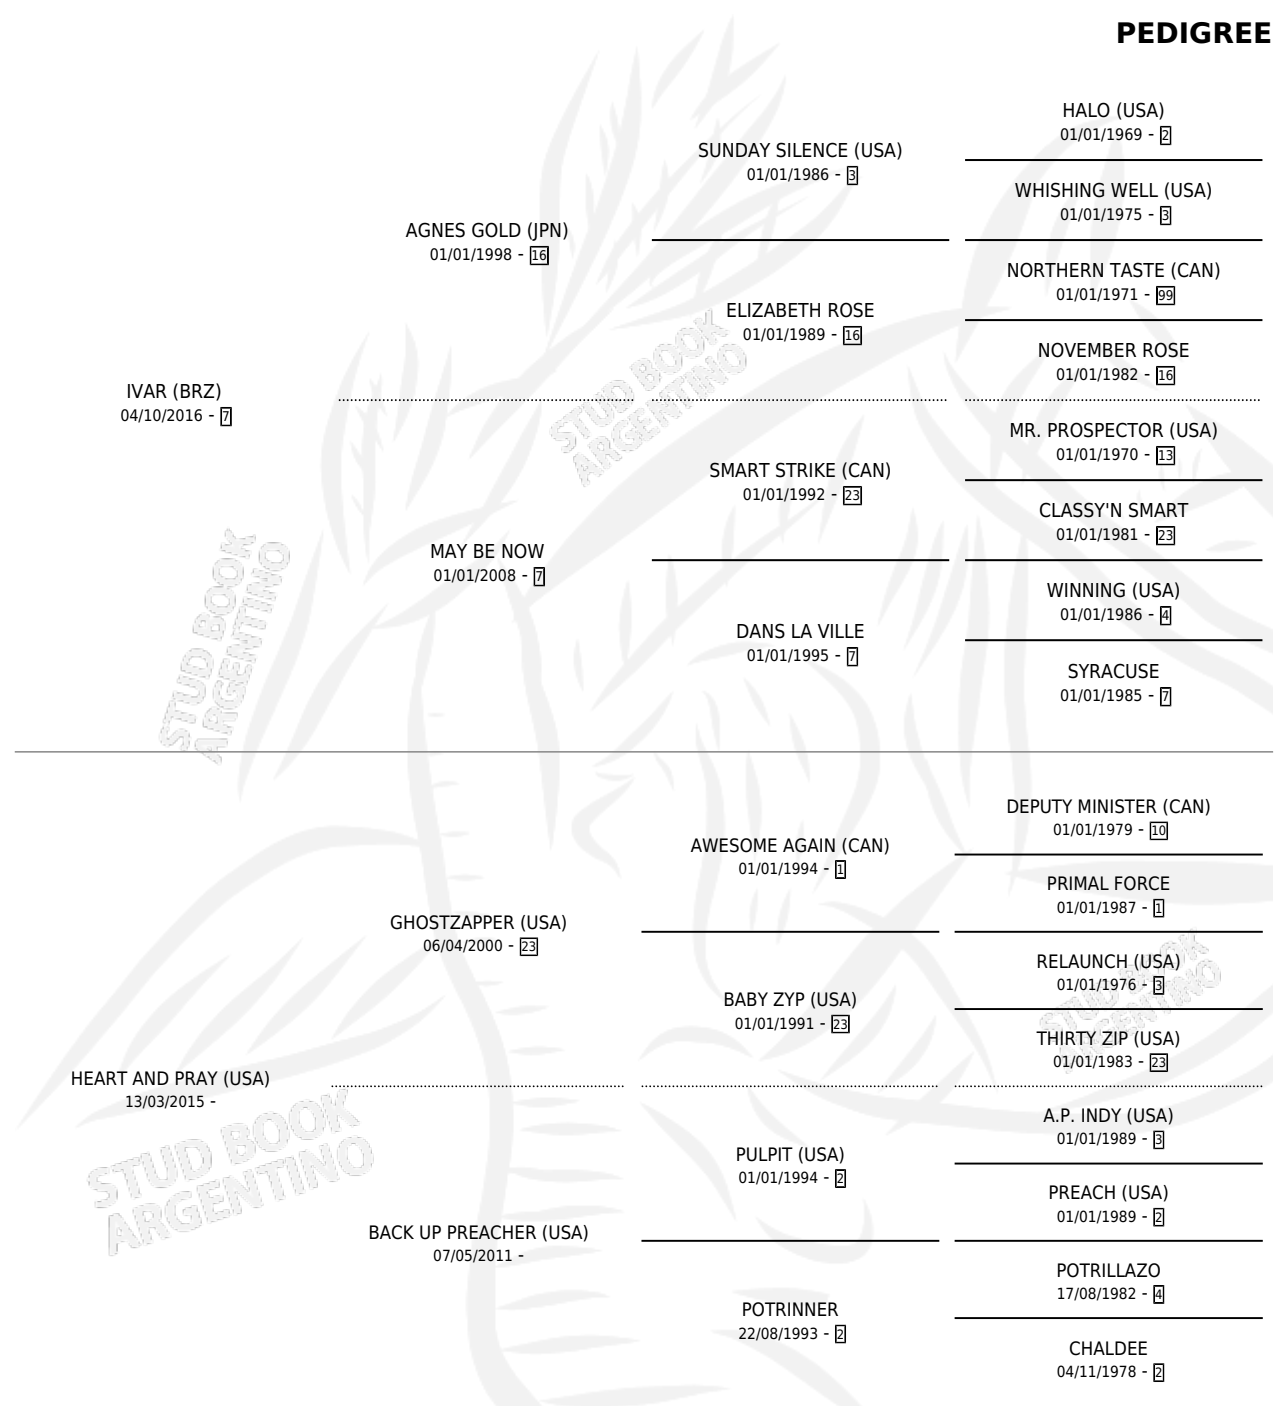 PEDIGREE
HALO (USA)
01/01/1969 - 2
SUNDAY SILENCE (USA)
01/01/1986 - 3
WHISHING WELL (USA)
01/01/1975 - 3
AGNES GOLD (JPN)
01/01/1998 - 16
NORTHERN TASTE (CAN)
01/01/1971 - 99
ELIZABETH ROSE
01/01/1989 - 16
NOVEMBER ROSE
01/01/1982 - 16
IVAR (BRZ)
04/10/2016 - 7
STUD BOOK
ARGENTINO
MR. PROSPECTOR (USA)
01/01/1970 - 13
SMART STRIKE (CAN)
01/01/1992 - 23
CLASSY'N SMART
01/01/1981 - 23
MAY BE NOW
01/01/2008 - 7
WINNING (USA)
01/01/1986 - 4
DANS LA VILLE
01/01/1995 - 7
SYRACUSE
01/01/1985 - 7
STUD BOOK
ARGENTINO
DEPUTY MINISTER (CAN)
01/01/1979 - 10
AWESOME AGAIN (CAN)
01/01/1994 - 1
PRIMAL FORCE
01/01/1987 - 1
GHOSTZAPPER (USA)
06/04/2000 - 23
RELAUNCH (USA)
01/01/1976 - 3
BABY ZYP (USA)
01/01/1991 - 23
STUD BOOK
ARGENTINO
THIRTY ZIP (USA)
01/01/1983 - 23
HEART AND PRAY (USA)
13/03/2015 -
STUD BOOK
ARGENTINO
A.P. INDY (USA)
01/01/1989 - 3
PULPIT (USA)
01/01/1994 - 2
PREACH (USA)
01/01/1989 - 2
BACK UP PREACHER (USA)
07/05/2011 -
POTRILLAZO
17/08/1982 - 4
POTRINNER
22/08/1993 - 2
CHALDEE
04/11/1978 - 2